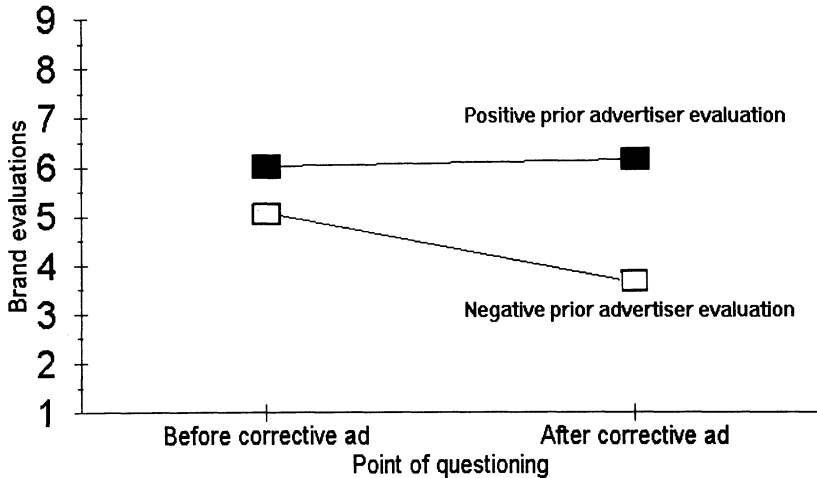 9
8
7
6
5
4
3
2
1
Brand evaluations
Positive prior advertiser evaluation
Negative prior advertiser evaluation
Before corrective ad
After corrective ad
Point of questioning